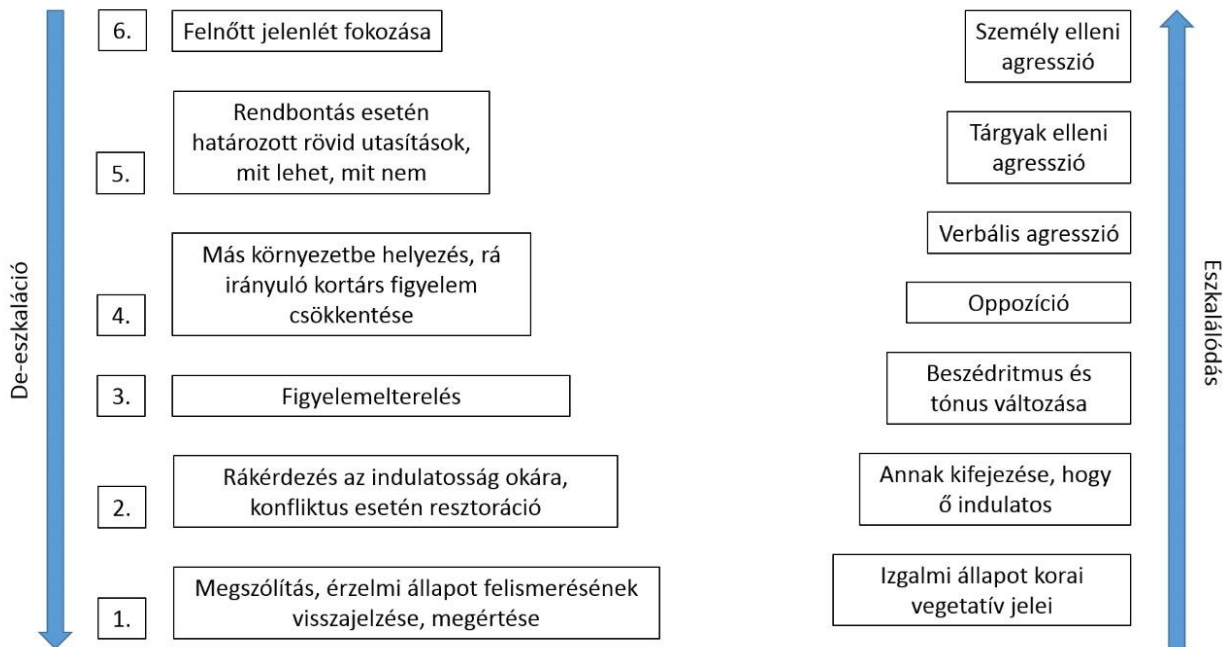 De-eszkaláció
6.
Felnőtt jelenlét fokozása
5.
Rendbontás esetén
határozott rövid utasítások,
mit lehet, mit nem
4.
Más környezetbe helyezés, rá
irányuló kortárs figyelem
csökkentése
3.
Figyelemelterelés
2.
Rákérdezés az indulatosság okára,
konfliktus esetén resztoráció
1.
Megszólítás, érzelmi állapot felismerésének
visszajelzése, megértése
Személy elleni
agresszió
Tárgyak elleni
agresszió
Verbális agresszió
Oppozíció
Beszédritmus és
tónus változása
Annak kifejezése, hogy
ő indulatos
Izgalmi állapot korai
vegetatív jelei
Eszkalálódás